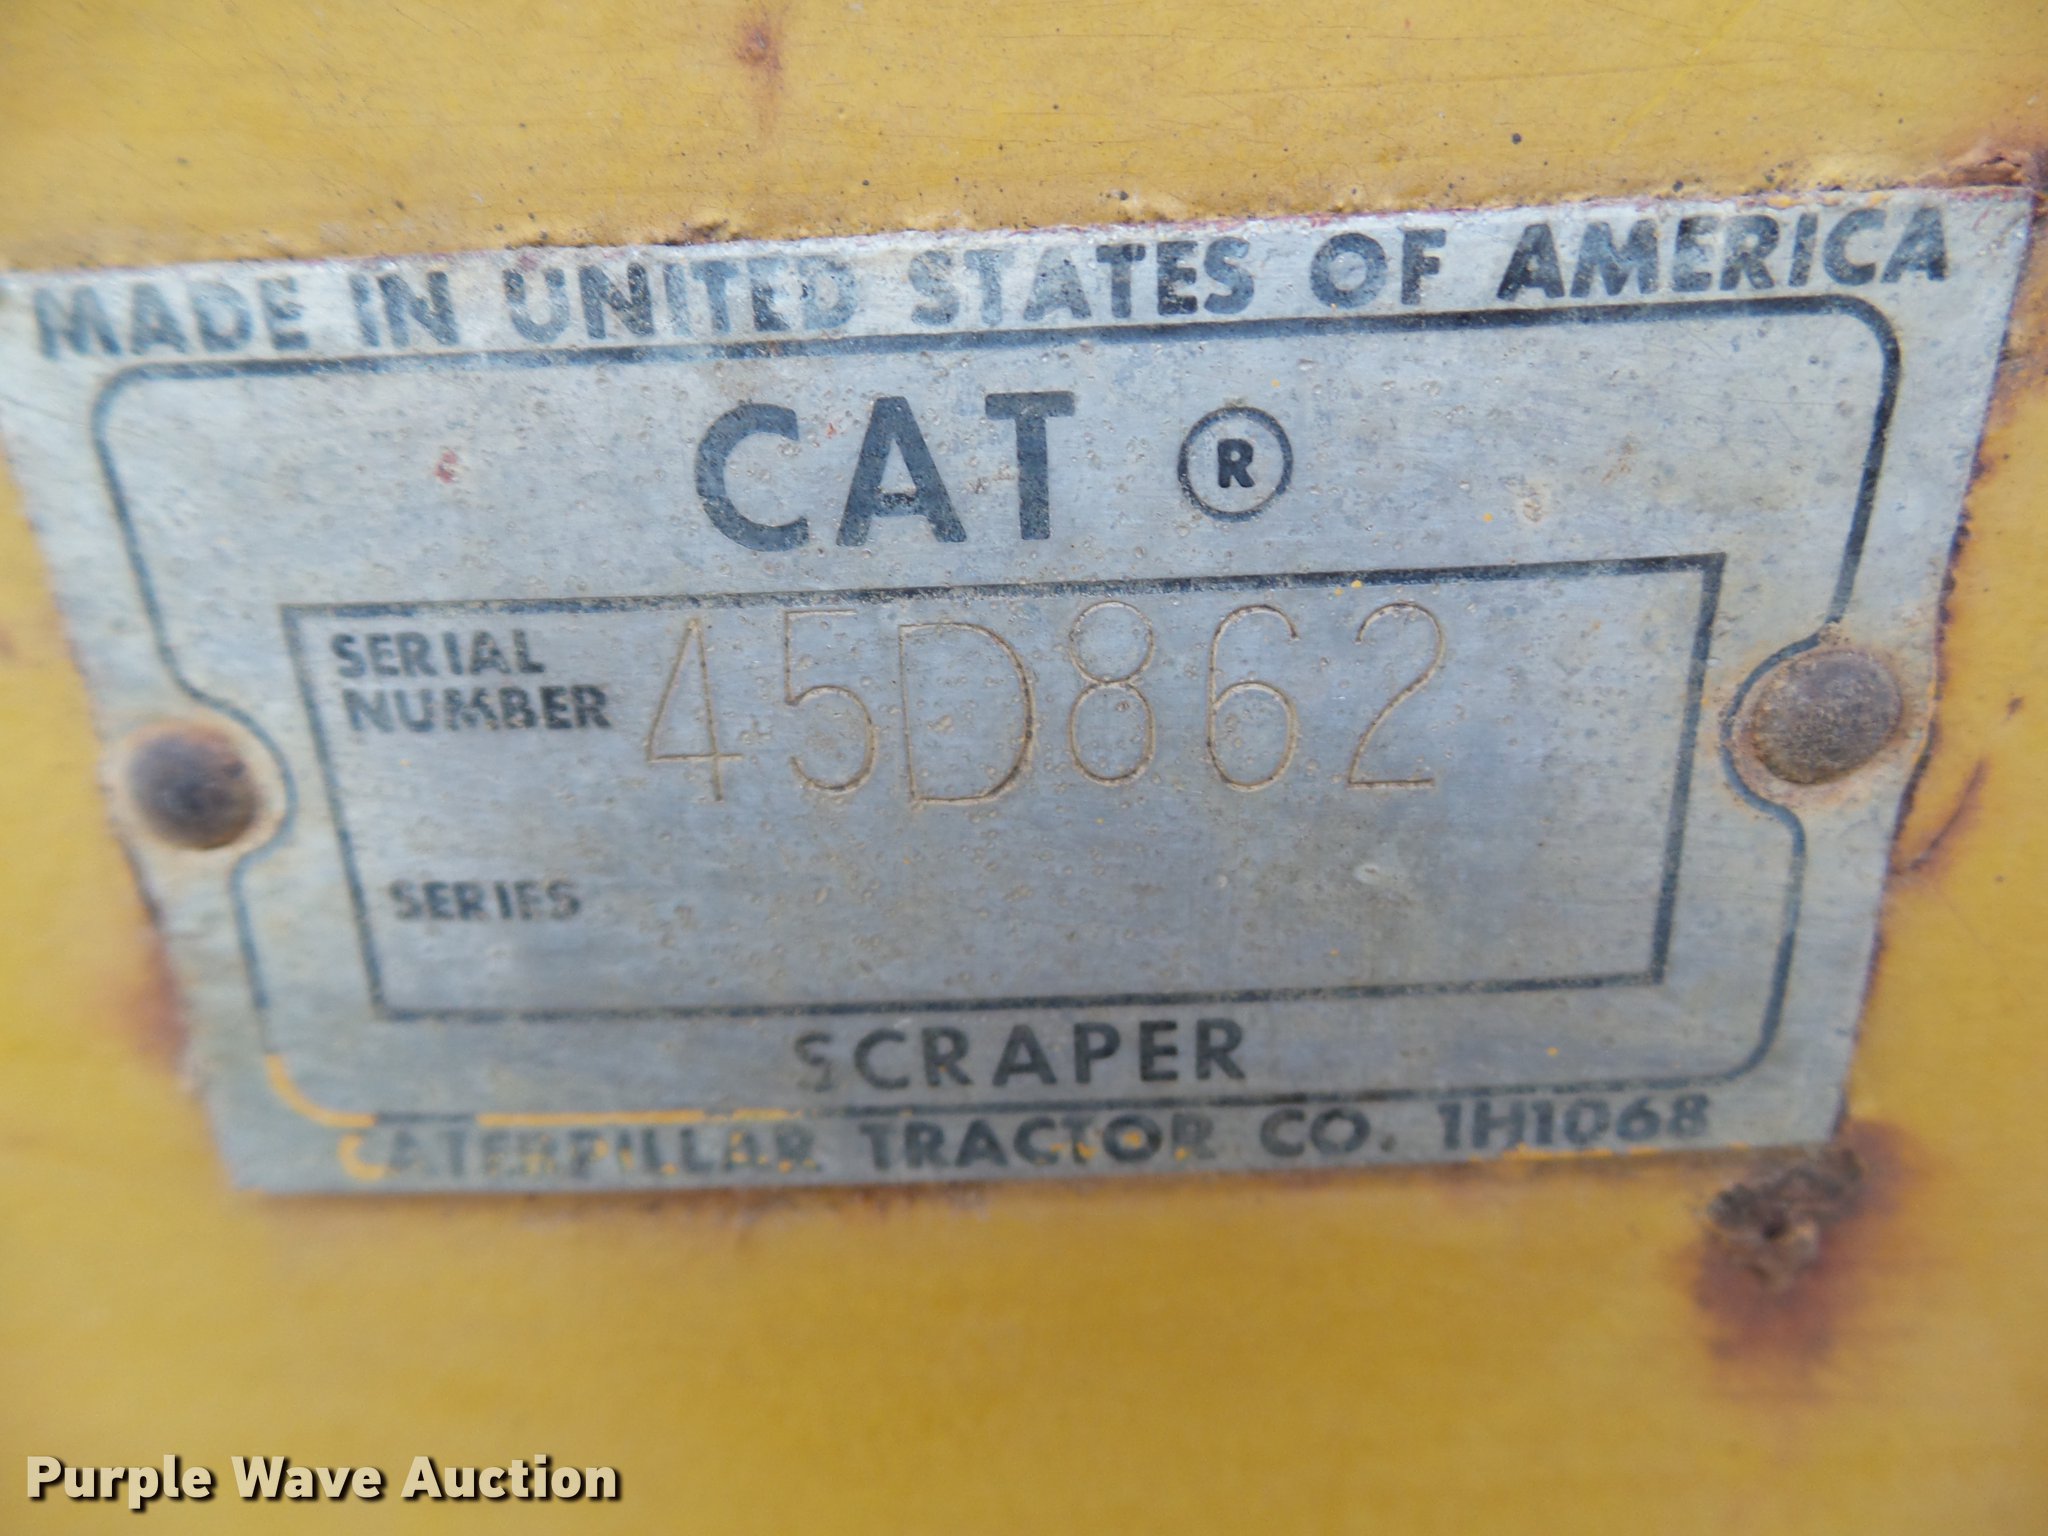 MADE IN UNITED STATES OF AMERICA
CAT ®
SERIAL
NUMBER 45D862
SERIES
SCRAPER
CATERPILLAR TRACTOR CO. 1H1068
Purple Wave Auction